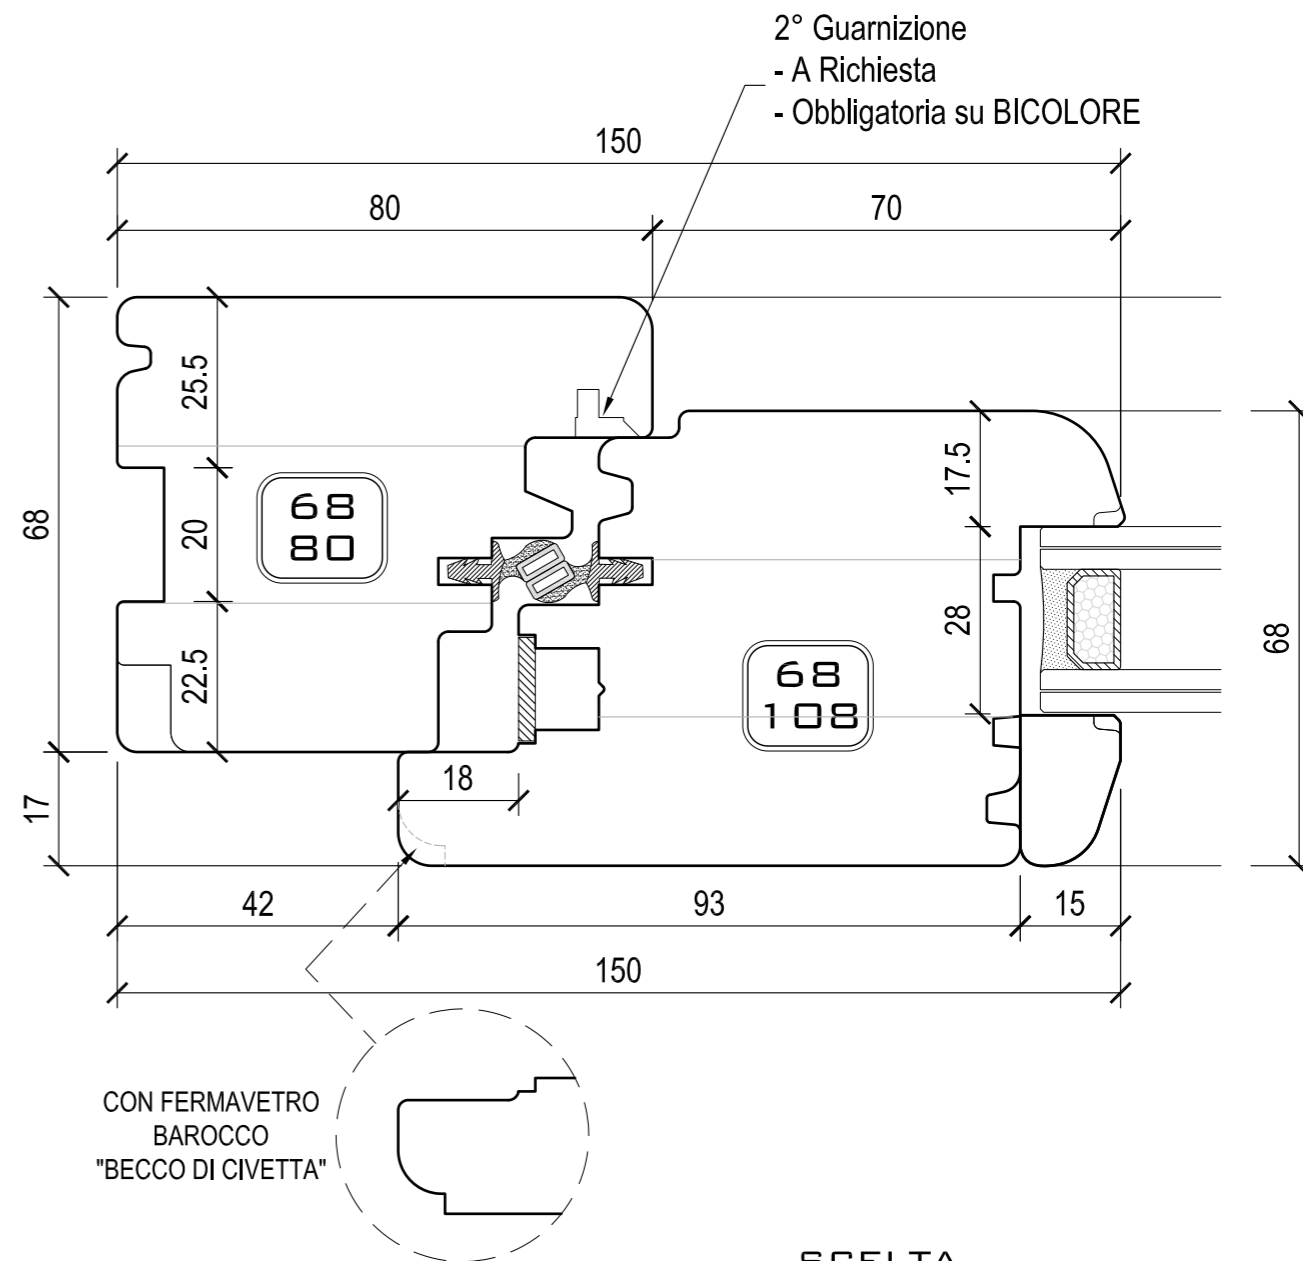 2° Guarnizione
- A Richiesta
- Obbligatoria su BICOLORE
150
80
70
25.5
17.5
68
80
68
20
28
68
22.5
68
108
18
17
42
93
15
150
CON FERMAVETRO
BAROCCO
"BECCO DI CIVETTA"
SCELTA